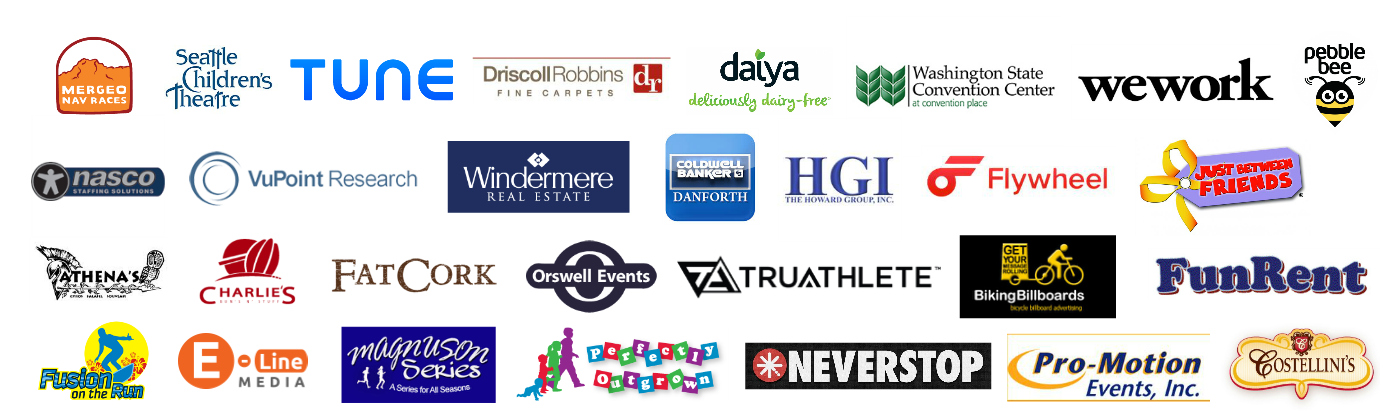 MERGEO
NAV RACES
Seattle
Children's
Theatre
TUNE
DriscollRobbins
FINE CARPETS
dr
daiya
deliciously dairy-free
Washington State
Convention Center
at convention place
wework
pebble
bee
nasco
STAFFING SOLUTIONS
VuPoint Research
Windermere
REAL ESTATE
COLDWELL
BANKER
DANFORTH
HGI
THE HOWARD GROUP, INC.
Flywheel
JUST BETWEEN
FRIENDS
ATHENA'S
CHARLIE'S
FATCORK
Orswell Events
TRUATHLETE™
GET
YOUR
MESSAGE
ROLLING
BikingBillboards
bicycle billboard advertising
FunRent
Fusion
on the Run
E-Line
MEDIA
magnuson
Series
A Series for All Seasons
Perfectly
Outgrown
NEVERSTOP
Pro-Motion
Events, Inc.
COSTELLINI'S